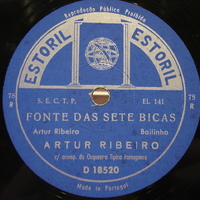 Reprodução Pública Proibida
ESTORIL ESTORIL
78 R 78 R
S. E. C. T. P. EL 141
FONTE DAS SETE BICAS
Artur Ribeiro Bailinho
ARTUR RIBEIRO
c/ acomp. da Orquestra Típica
D 18520
Made in Portugal